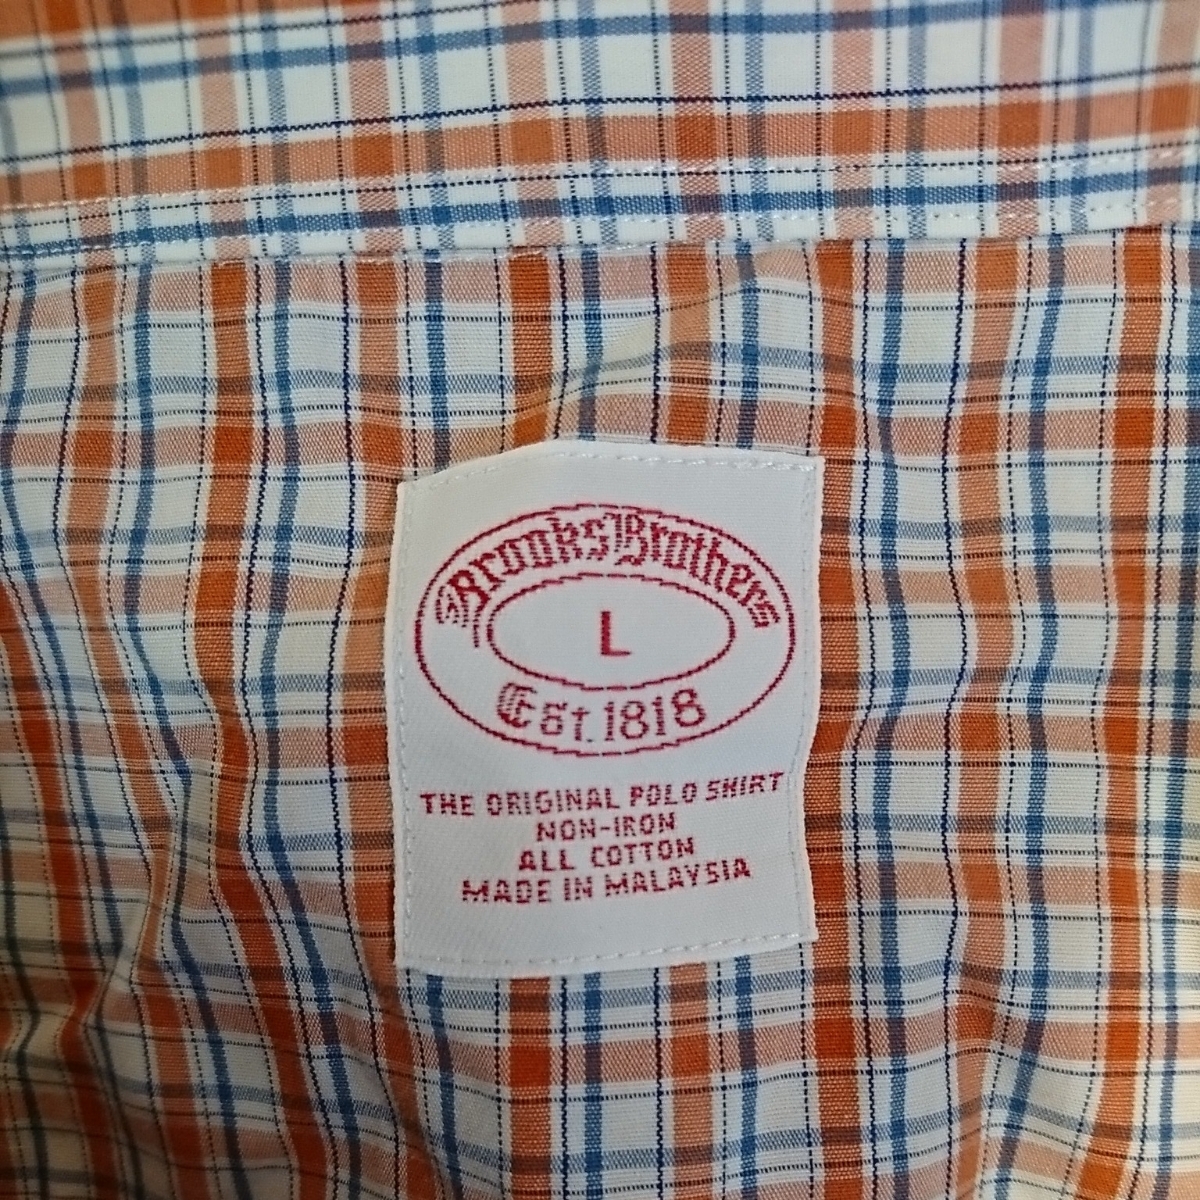 Brooks Brothers
L
Est. 1818
THE ORIGINAL POLO SHIRT
NON-IRON
ALL COTTON
MADE IN MALAYSIA